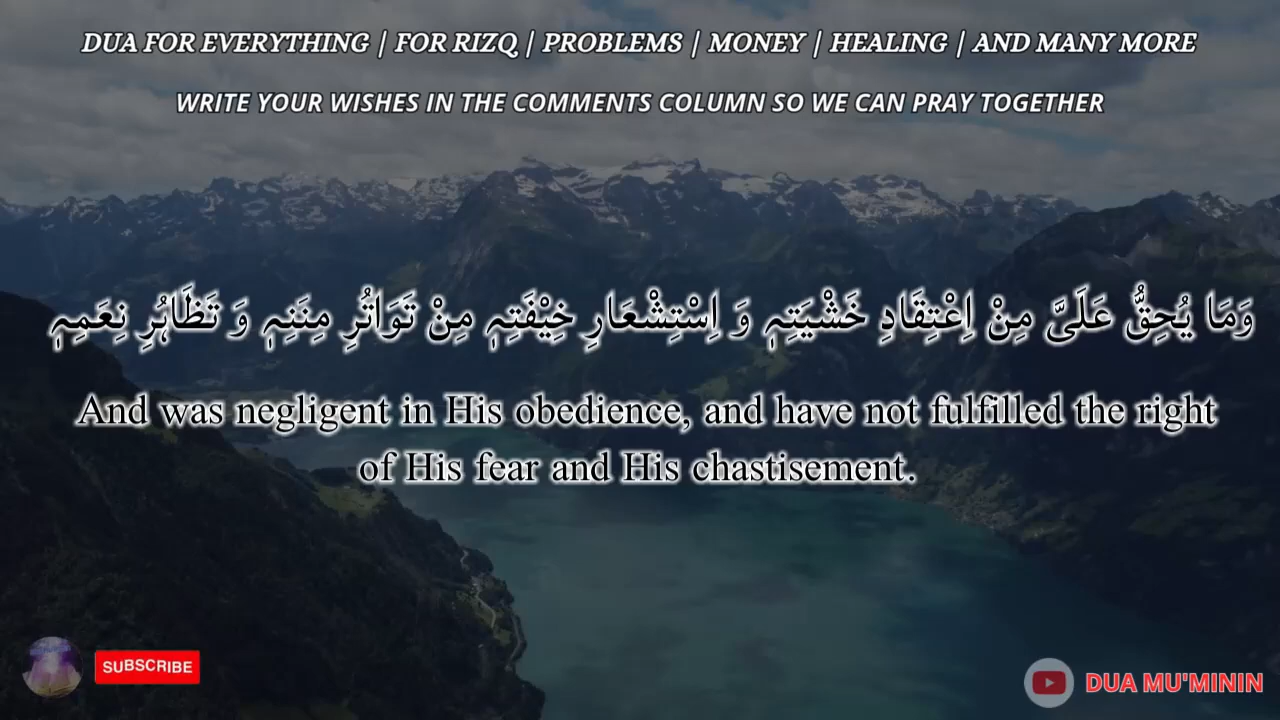 DUA FOR EVERYTHING | FOR RIZQ | PROBLEMS | MONEY | HEALING | AND MANY MORE
WRITE YOUR WISHES IN THE COMMENTS COLUMN SO WE CAN PRAY TOGETHER
وَمَا يُحِقُّ عَلَىَّ مِنْ اِعْتِقَادِ خَشْيَتِهٖ وَ اِسْتِشْعَارِ خِيْفَتِهٖ مِنْ تَوَاتُرِ مِنَنِهٖ وَ تَظَاہُرِ نِعَمِهٖ
And was negligent in His obedience, and have not fulfilled the right
of His fear and His chastisement.
SUBSCRIBE
DUA MU'MININ